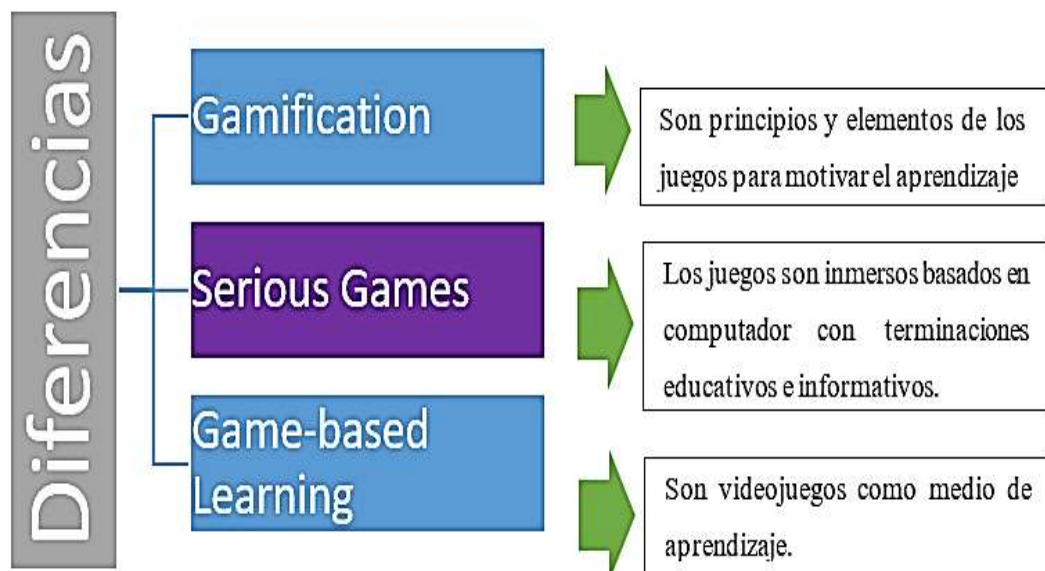 Diferencias
Gamification
Son principios y elementos de los
juegos para motivar el aprendizaje
Serious Games
Los juegos son inmersos basados en
computador con terminaciones
educativos e informativos.
Game-based
Learning
Son videojuegos como medio de
aprendizaje.